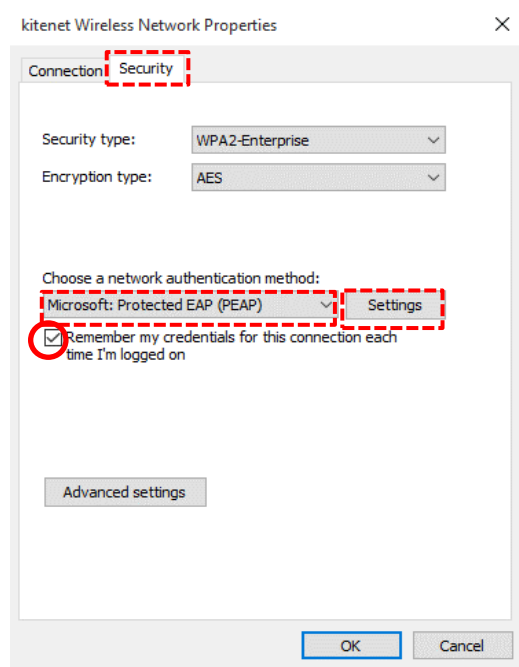 kitenet Wireless Network Properties
Connection Security
Security type: WPA2-Enterprise
Encryption type: AES
Choose a network authentication method:
Microsoft: Protected EAP (PEAP) Settings
Remember my credentials for this connection each
time I'm logged on
Advanced settings
OK Cancel